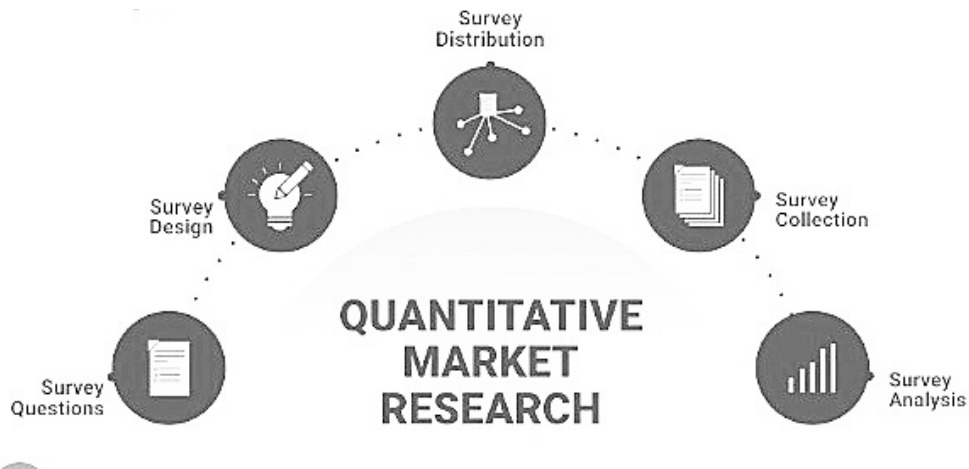 Survey
Distribution
Survey
Design
Survey
Collection
QUANTITATIVE
MARKET
RESEARCH
Survey
Questions
Survey
Analysis